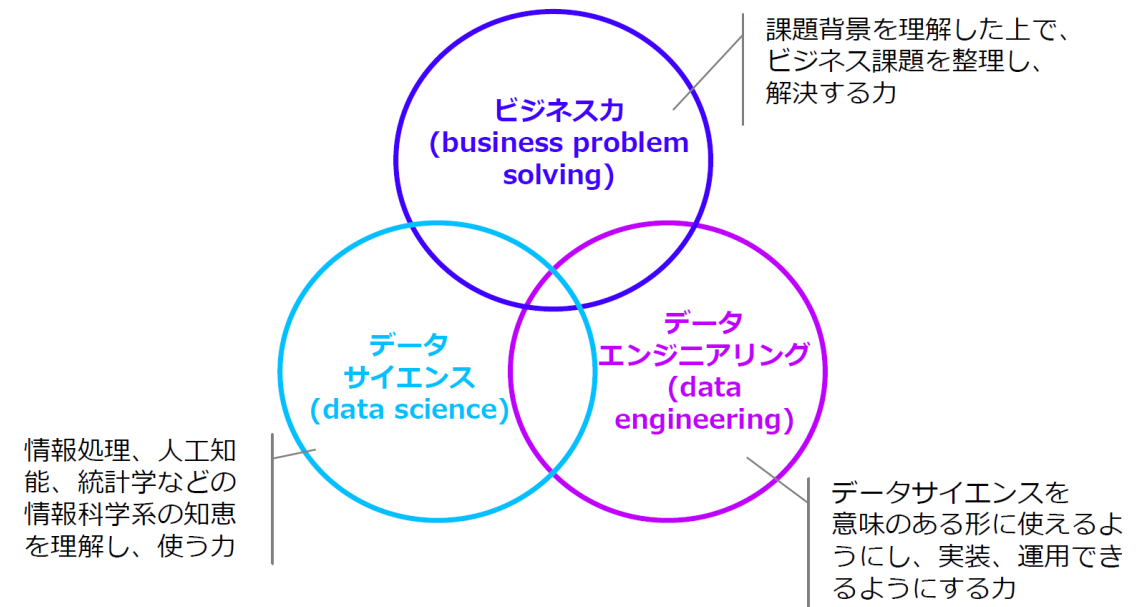 課題背景を理解した上で、
ビジネス課題を整理し、
解決する力
ビジネス力
(business problem
solving)
データ
サイエンス
(data science)
データ
エンジニアリング
(data
engineering)
情報処理、人工知
能、統計学などの
情報科学系の知恵
を理解し、使う力
データサイエンスを
意味のある形に使えるよ
うにし、実装、運用でき
るようにする力